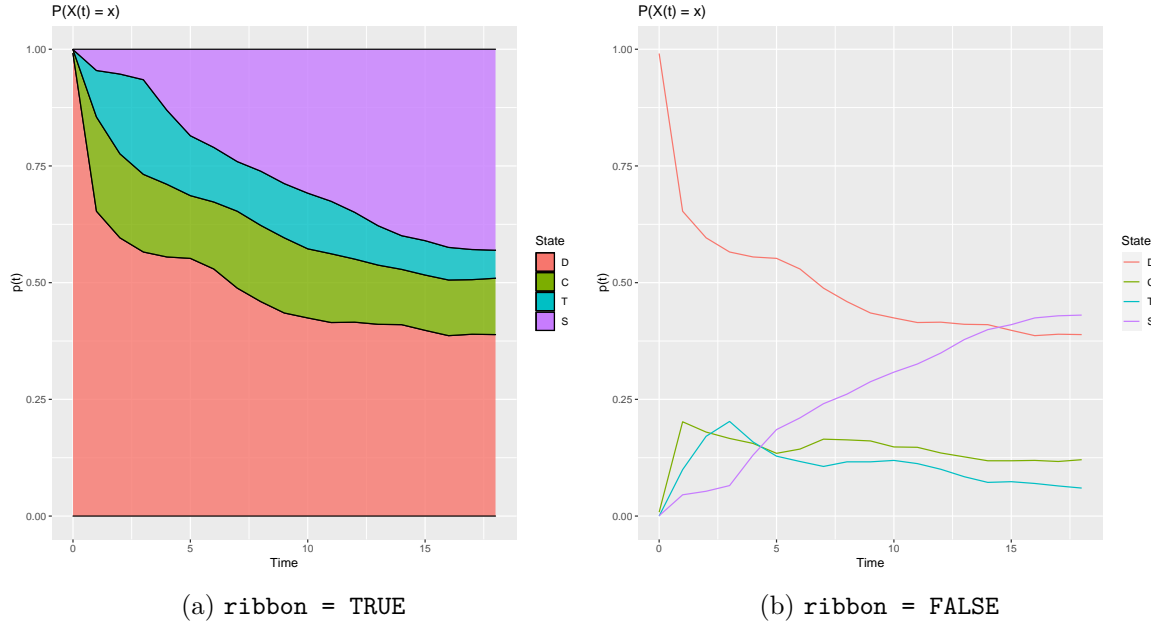 P(X(t) = x)
1.00
0.75
0.50
0.25
0.00
p(t)
0
5
10
15
Time
State
D
C
T
S
(a) ribbon = TRUE
P(X(t) = x)
1.00
0.75
0.50
0.25
0.00
p(t)
0
5
10
15
Time
State
D
C
T
S
(b) ribbon = FALSE